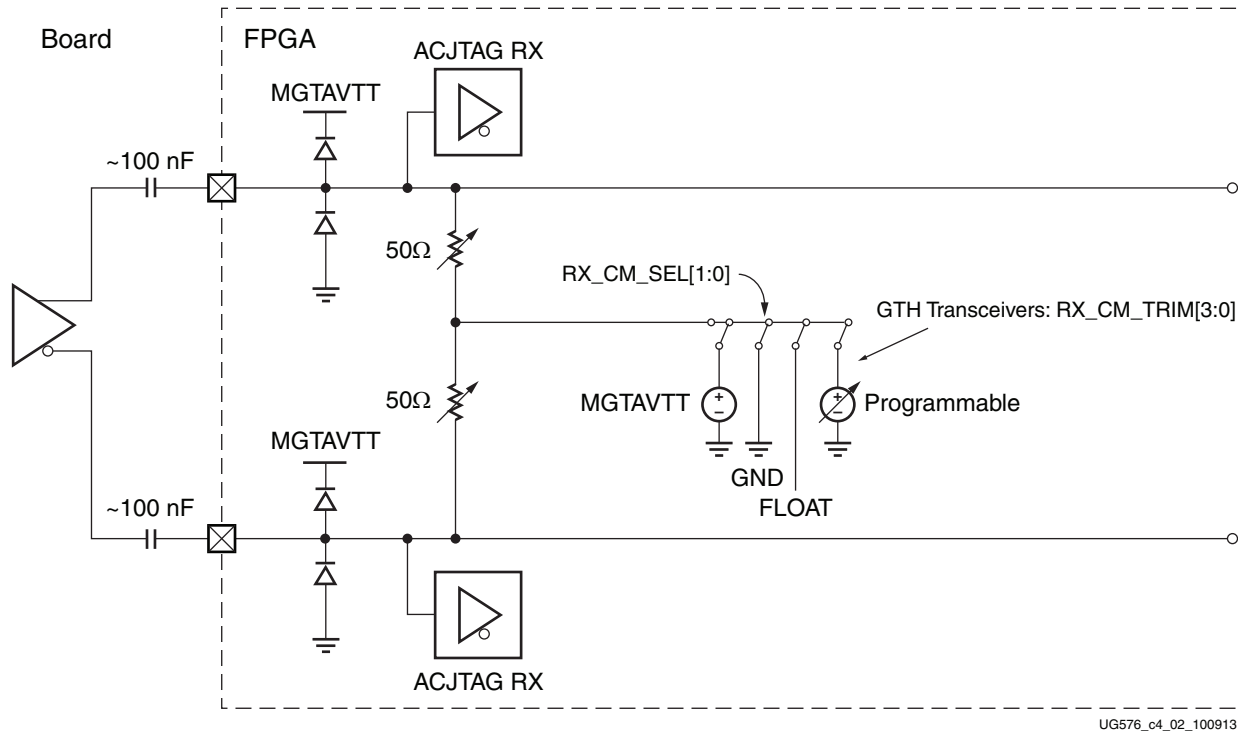 Board
FPGA
ACJTAG RX
MGTAVTT
~100 nF
50Ω
RX_CM_SEL[1:0]
GTH Transceivers: RX_CM_TRIM[3:0]
50Ω
MGTAVTT
+
–
+
–
Programmable
MGTAVTT
GND
FLOAT
~100 nF
ACJTAG RX
UG576_c4_02_100913